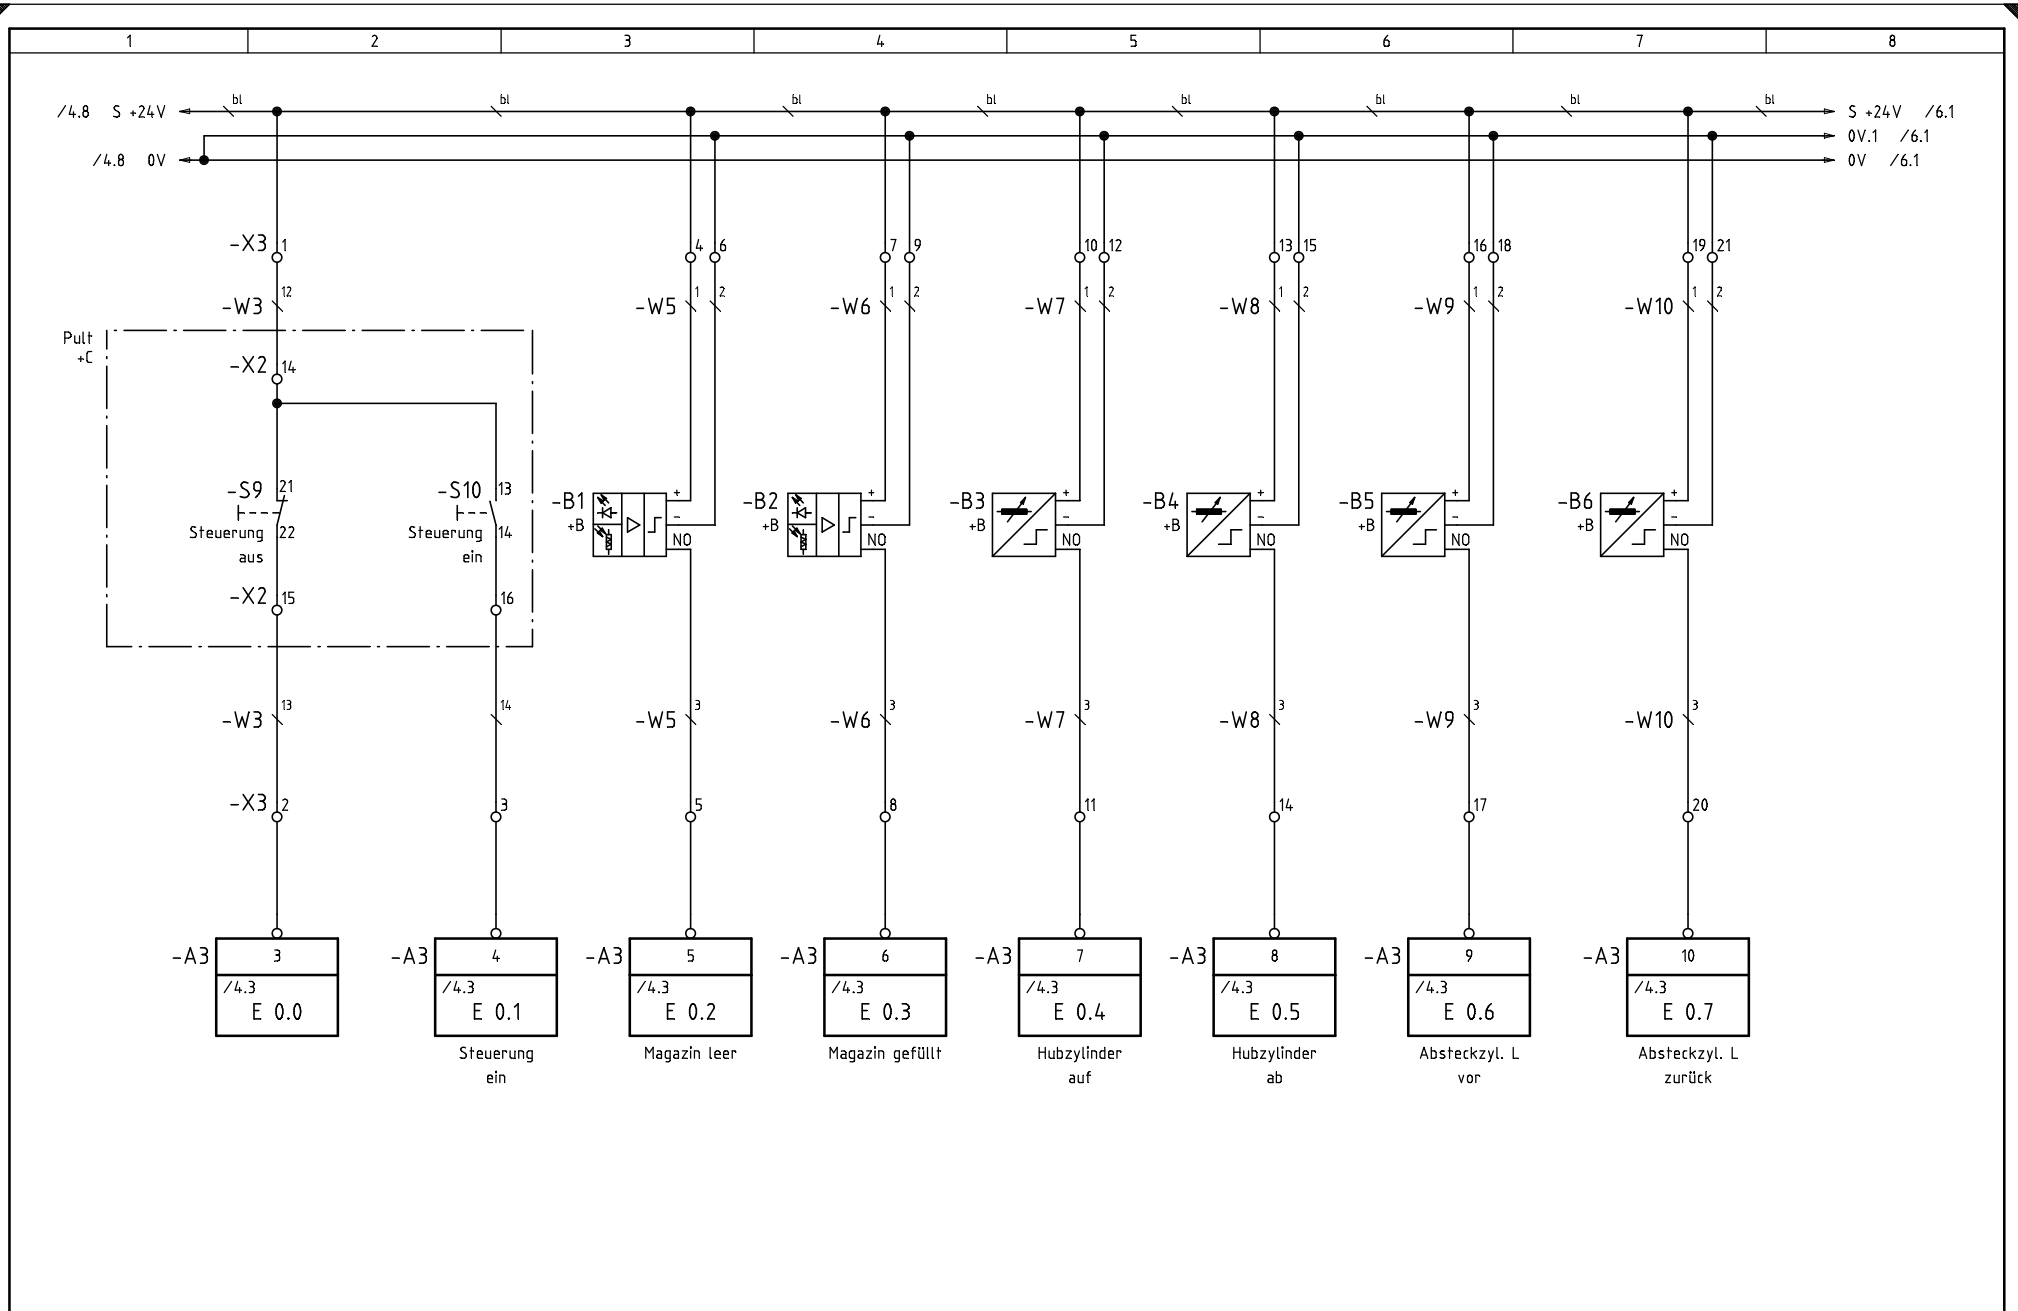 1 2 3 4 5 6 7 8
bl bl bl bl bl bl bl bl
/4.8 S +24V S +24V /6.1
0V.1 /6.1
/4.8 0V 0V /6.1
-X3 1 4 6 7 9 10 12 13 15 16 18 19 21
-W3 12 -W5 1 2 -W6 1 2 -W7 1 2 -W8 1 2 -W9 1 2 -W10 1 2
Pult
+C
-X2 14
-S9 21 -S10 13 -B1 + -B2 + -B3 + -B4 + -B5 + -B6 +
+B - +B - +B - +B - +B - +B -
Steuerung 22 Steuerung 14 NO NO NO NO NO NO
aus ein
-X2 15 16
-W3 13 14 -W5 3 -W6 3 -W7 3 -W8 3 -W9 3 -W10 3
-X3 2 3 5 8 11 14 17 20
-A3 3 -A3 4 -A3 5 -A3 6 -A3 7 -A3 8 -A3 9 -A3 10
/4.3 /4.3 /4.3 /4.3 /4.3 /4.3 /4.3 /4.3
E 0.0 E 0.1 E 0.2 E 0.3 E 0.4 E 0.5 E 0.6 E 0.7
Steuerung Magazin leer Magazin gefüllt Hubzylinder Hubzylinder Absteckzyl. L Absteckzyl. L
ein auf ab vor zurück